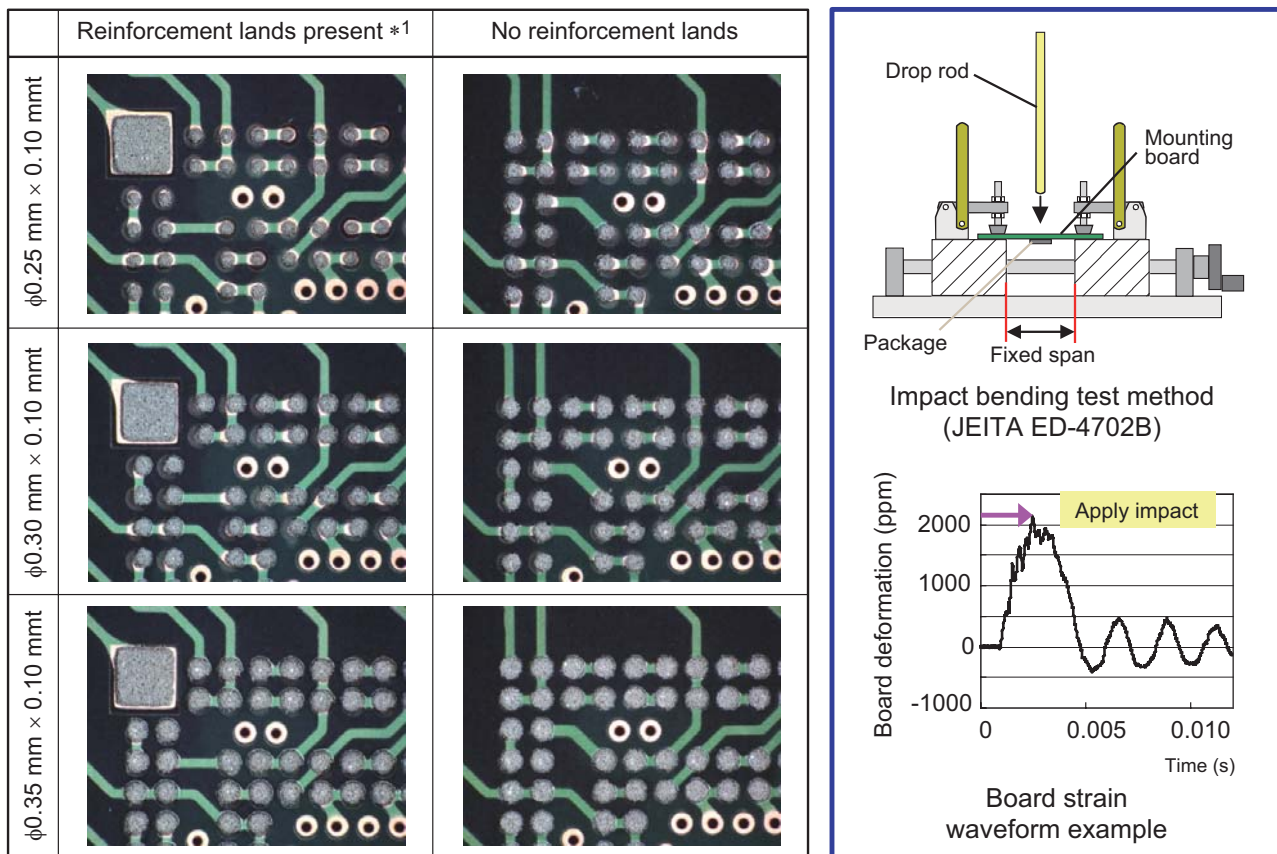 Reinforcement lands present *1
No reinforcement lands
ϕ0.25 mm × 0.10 mmt
ϕ0.30 mm × 0.10 mmt
ϕ0.35 mm × 0.10 mmt
Drop rod
Mounting
board
Package
Fixed span
Impact bending test method
(JEITA ED-4702B)
Board deformation (ppm)
2000
1000
0
-1000
Apply impact
0
0.005
0.010
Time (s)
Board strain
waveform example